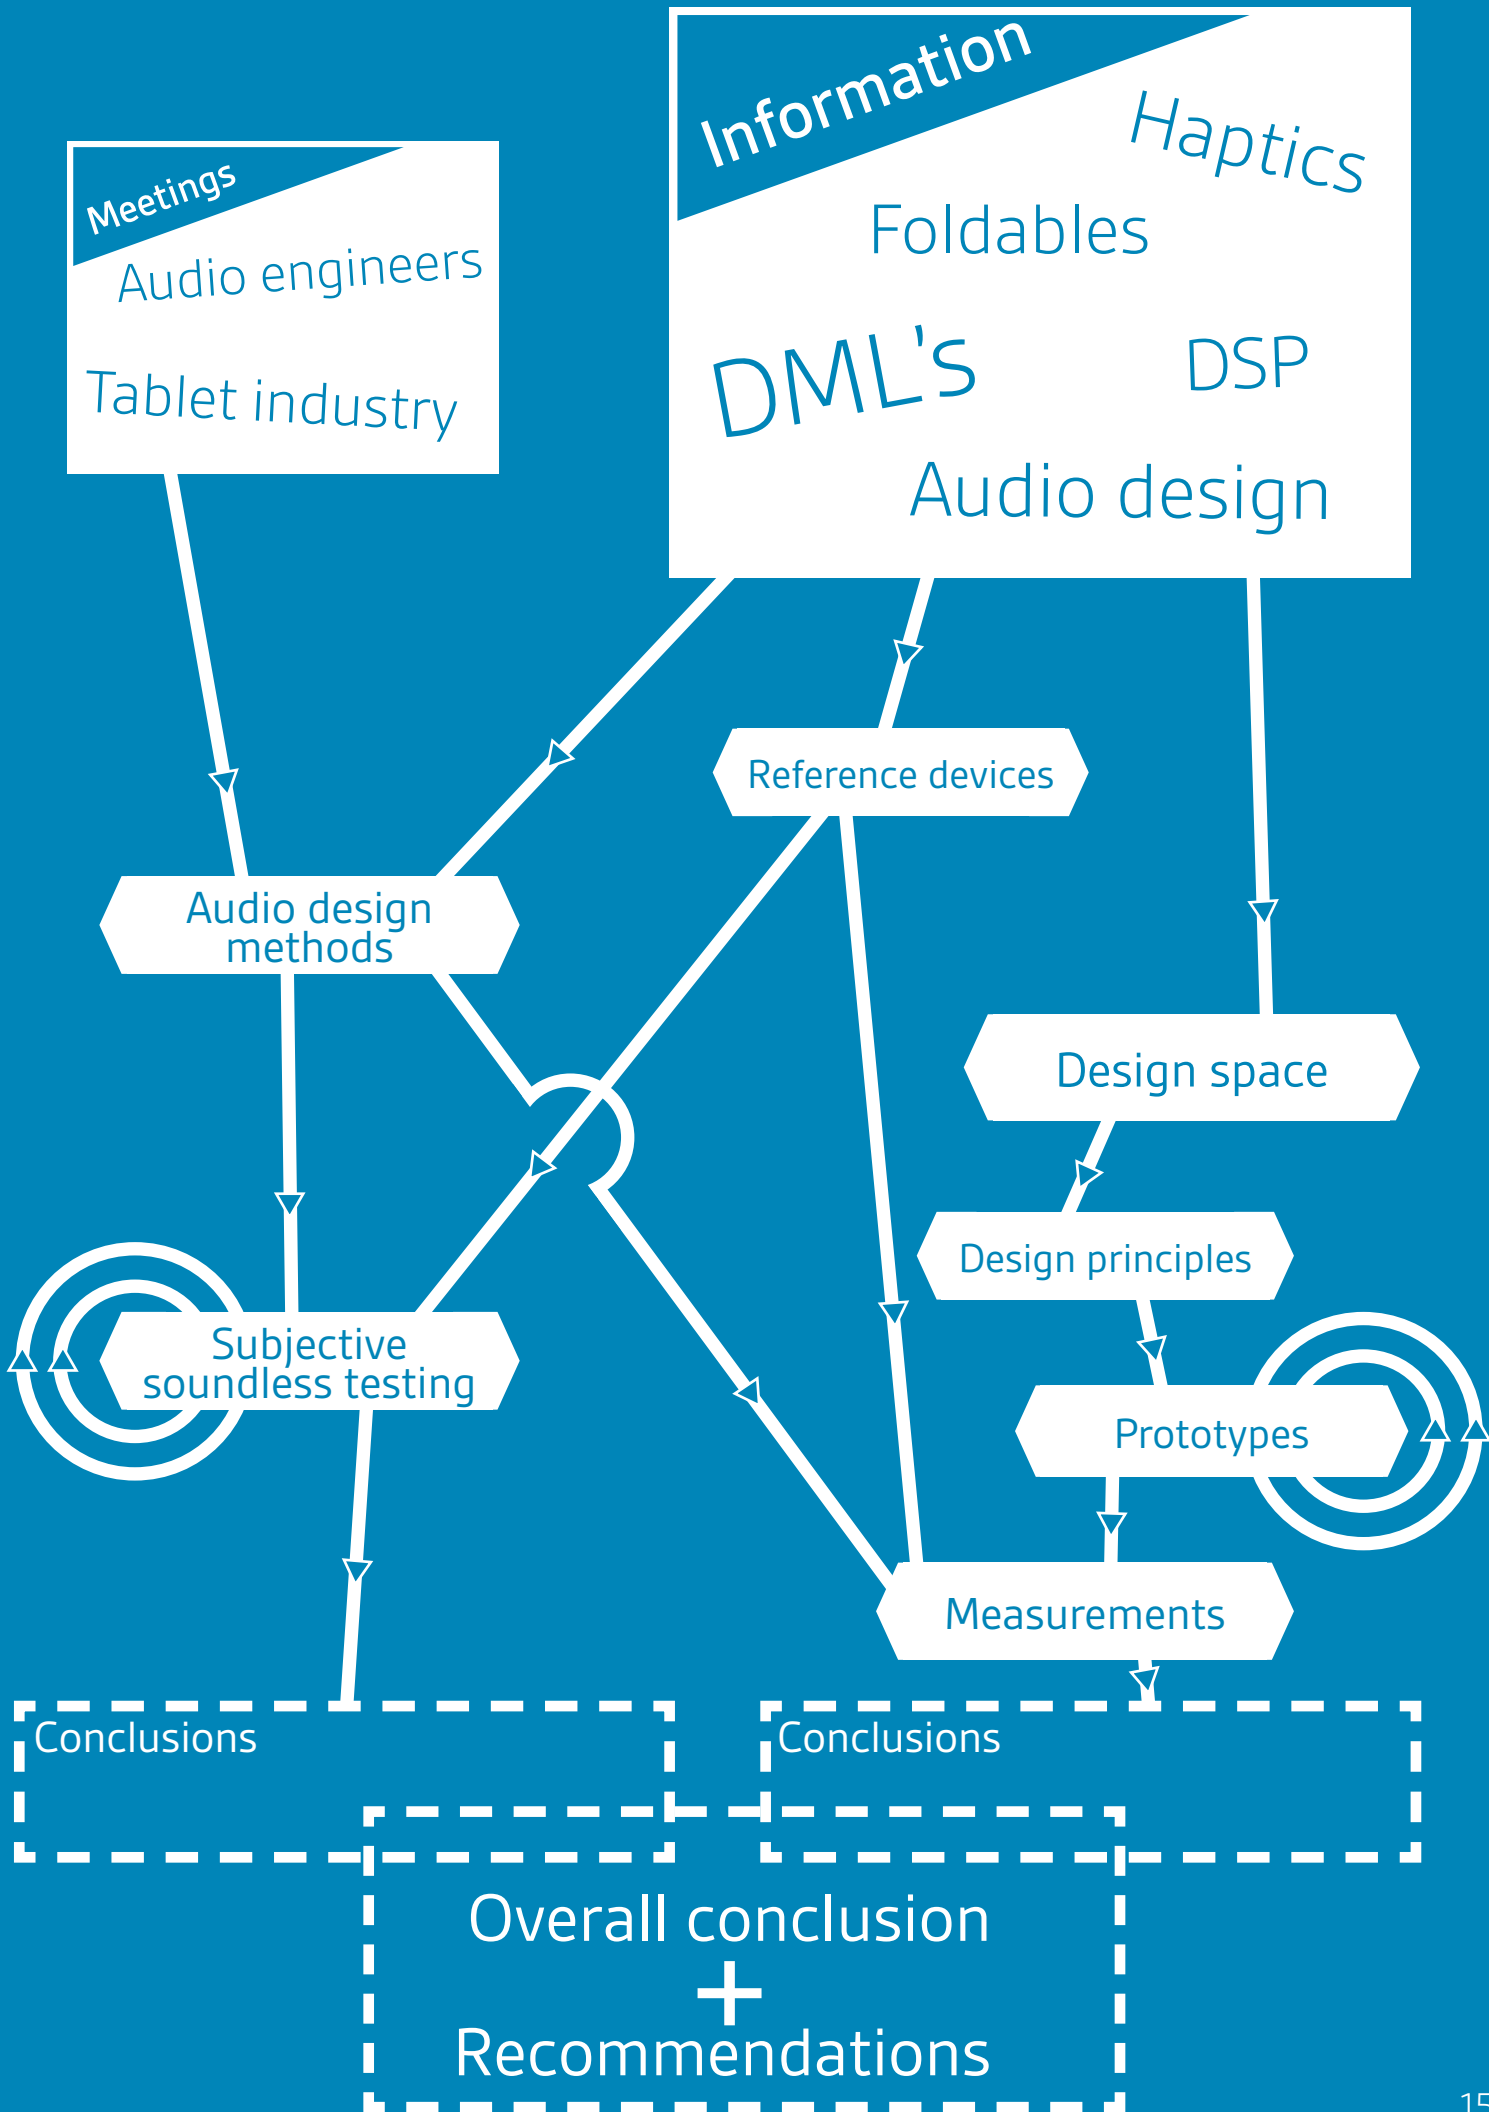 Meetings
Audio engineers
Tablet industry
Information
Haptics
Foldables
DML's
DSP
Audio design
Reference devices
Audio design
methods
Design space
Design principles
Subjective
soundless testing
Prototypes
Measurements
Conclusions
Conclusions
Overall conclusion
+
Recommendations
15